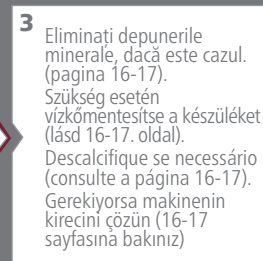 3
Eliminați depunerile
minerale, dacă este cazul.
(pagina 16-17).
Szükség esetén
vízkőmentesítse a készüléket
(lásd 16-17. oldal).
Descalcifique se necessário
(consulte a página 16-17).
Gerekiyorsa makinenin
kirecini çözün (16-17
sayfasına bakınız)